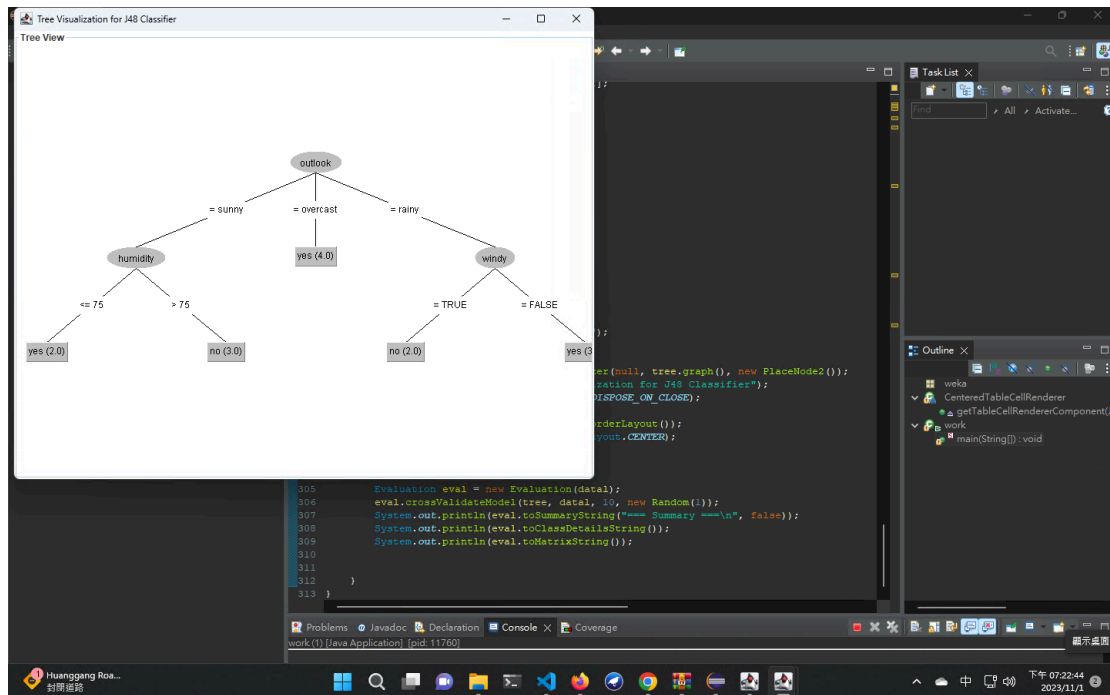 Tree Visualization for J48 Classifier
Tree View
outlook
= sunny
= overcast
= rainy
humidity
yes (4.0)
windy
<= 75
> 75
= TRUE
= FALSE
yes (2.0)
no (3.0)
no (2.0)
yes (3
];
);
er(null, tree.graph(), new PlaceNode2());
zation for J48 Classifier");
DISPOSE_ON_CLOSE);
orderLayout());
yout.CENTER);
305 Evaluation eval = new Evaluation(data1);
306 eval.crossValidateModel(tree, data1, 10, new Random(1));
307 System.out.println(eval.toSummaryString("=== Summary ===\n", false));
308 System.out.println(eval.toClassDetailsString());
309 System.out.println(eval.toMatrixString());
310
311
312 }
313 }
Task List
Find
All
Activate...
Outline
weka
CenteredTableCellRenderer
getTableCellRendererComponent(
work
main(String[]) : void
Problems
Javadoc
Declaration
Console
Coverage
work (1) [Java Application] [pid: 11760]
顯示桌面
1
Huanggang Roa...
封閉道路
中
下午 07:22:44
2023/11/1
2